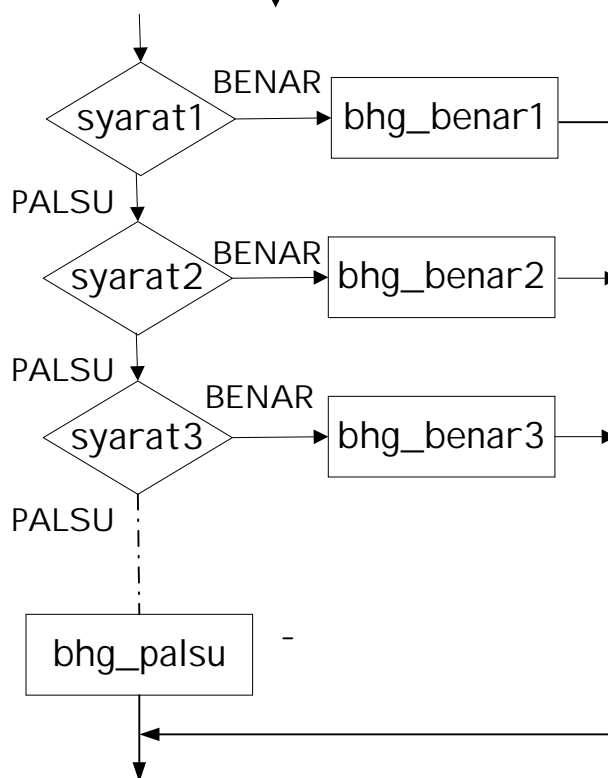 BENAR
syarat1
bhg_benar1
PALSU
BENAR
syarat2
bhg_benar2
PALSU
BENAR
syarat3
bhg_benar3
PALSU
bhg_palsu
-